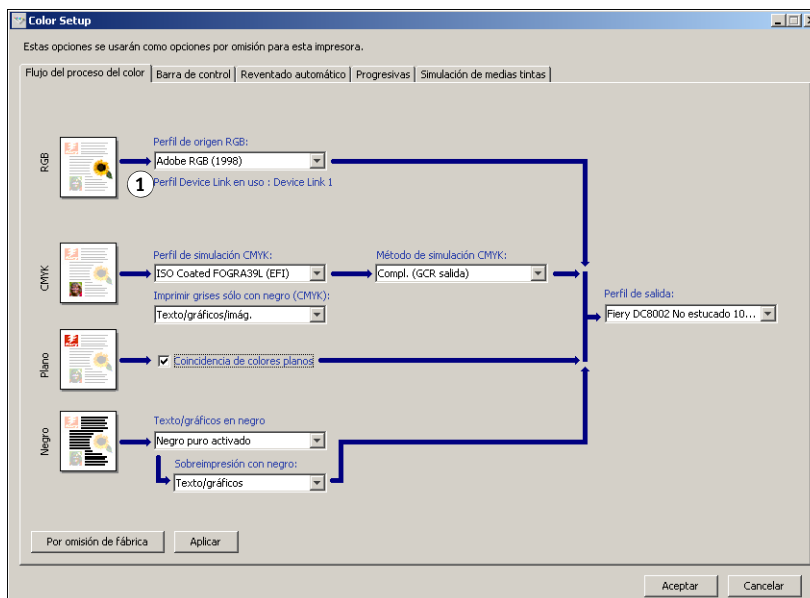 Color Setup
Estas opciones se usarán como opciones por omisión para esta impresora.
Flujo del proceso del color
Barra de control
Reventado automático
Progresivas
Simulación de medias tintas
RGB
Perfil de origen RGB:
Adobe RGB (1998)
1
Perfil Device Link en uso : Device Link 1
CMYK
Perfil de simulación CMYK:
ISO Coated FOGRA39L (EFI)
Método de simulación CMYK:
Compl. (GCR salida)
Imprimir grises sólo con negro (CMYK):
Texto/gráficos/imág.
Perfil de salida:
Fiery DC8002 No estucado 10...
Plano
Coincidencia de colores planos
Negro
Texto/gráficos en negro
Negro puro activado
Sobreimpresión con negro:
Texto/gráficos
Por omisión de fábrica
Aplicar
Aceptar
Cancelar